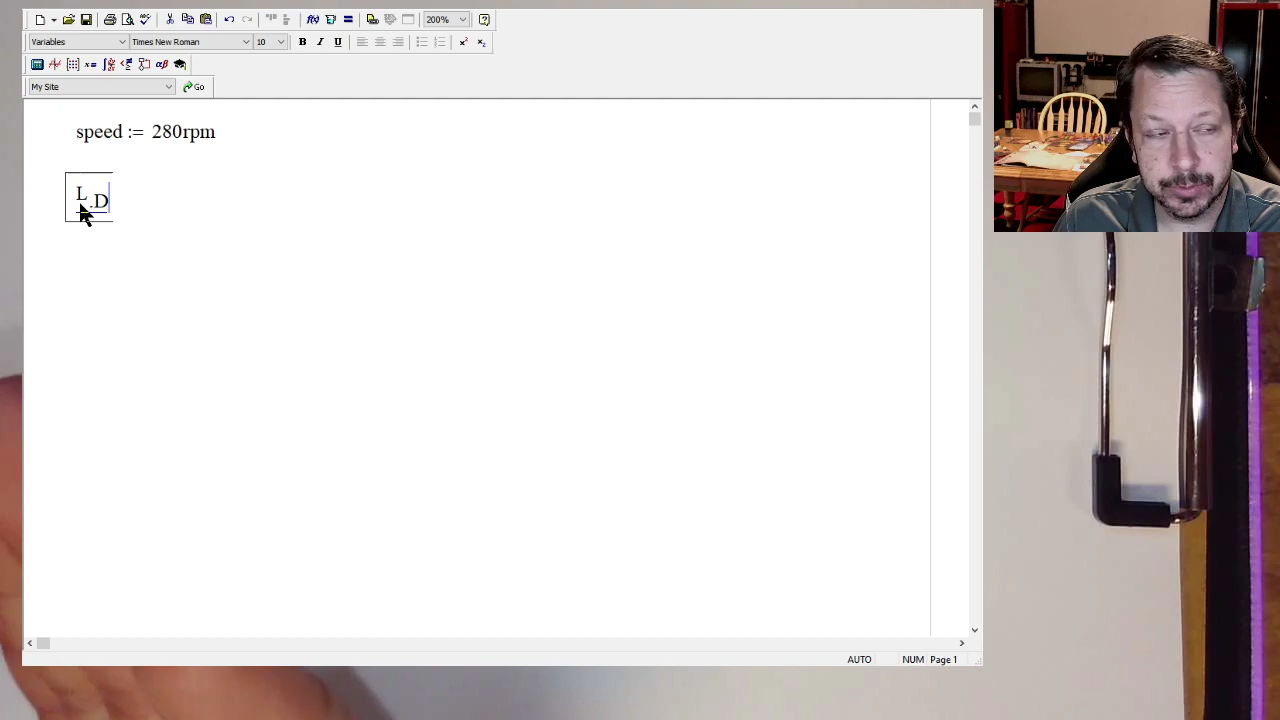 200%
Variables
Times New Roman
10
B I U
My Site
Go
speed := 280rpm
L.D
AUTO
NUM Page 1